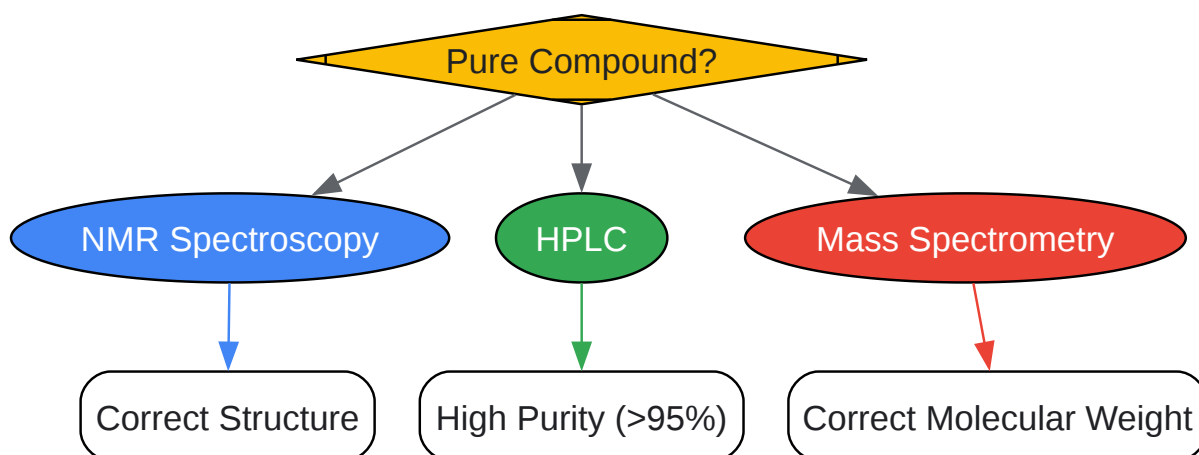 Pure Compound?
NMR Spectroscopy
HPLC
Mass Spectrometry
Correct Structure
High Purity (>95%)
Correct Molecular Weight